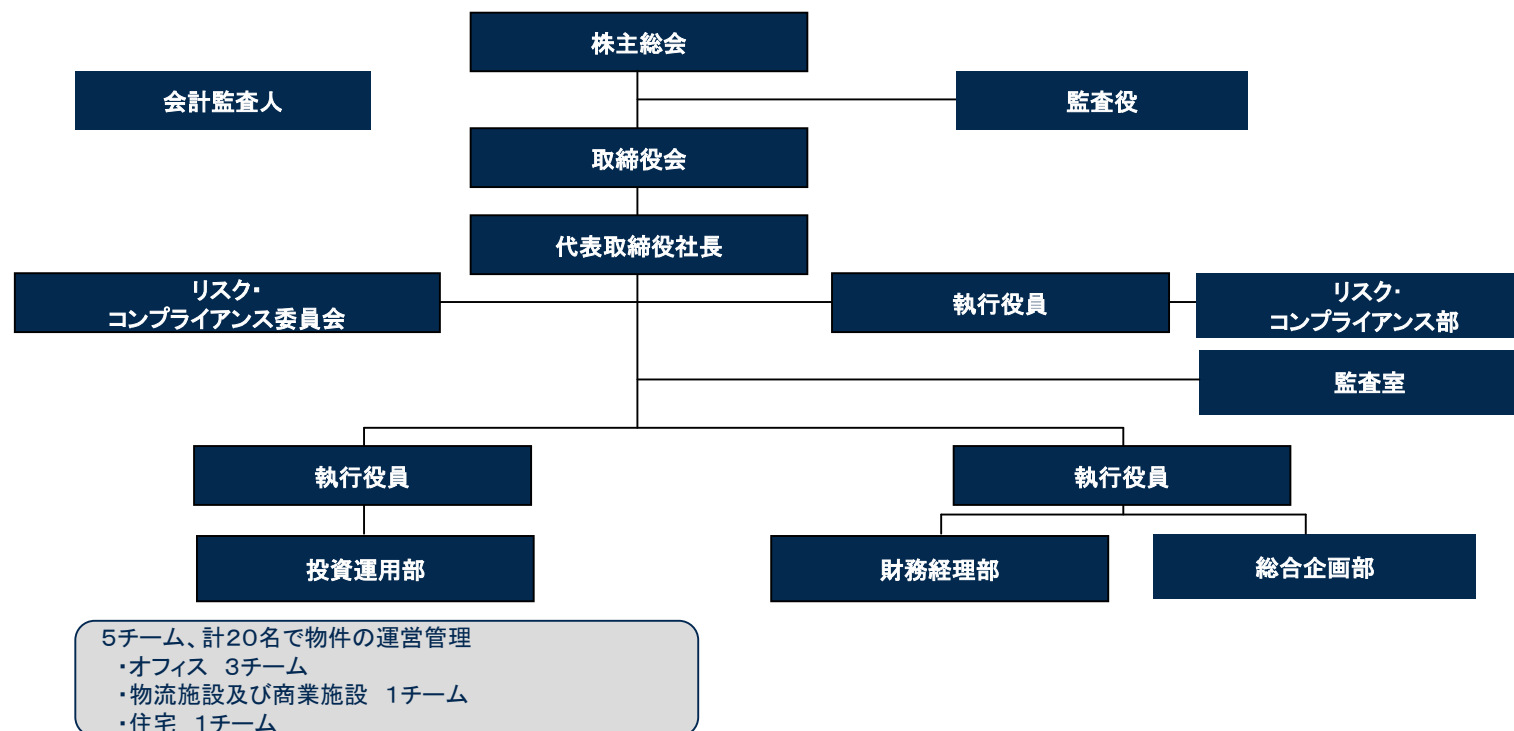 株主総会
会計監査人
監査役
取締役会
代表取締役社長
リスク・
コンプライアンス委員会
執行役員
リスク・
コンプライアンス部
監査室
執行役員
執行役員
投資運用部
財務経理部
総合企画部
5チーム、計20名で物件の運営管理
・オフィス 3チーム
・物流施設及び商業施設 1チーム
・住宅 1チーム